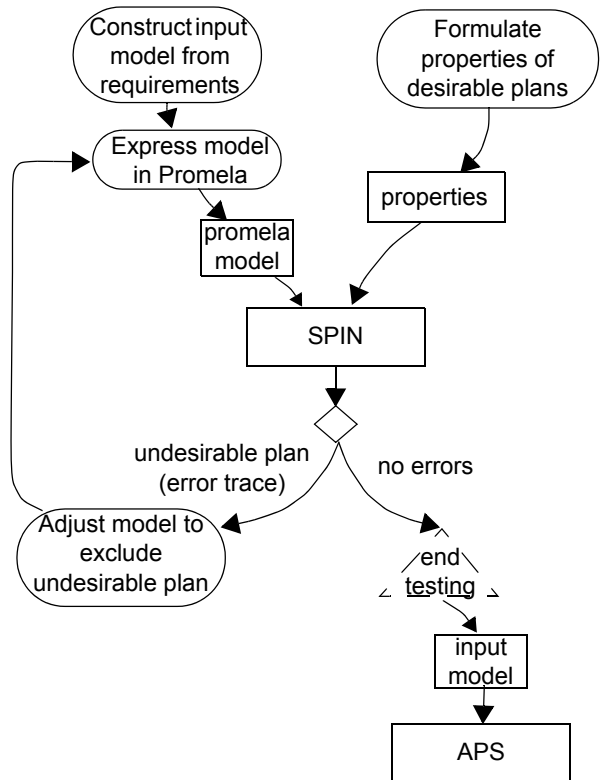 Construct input
model from
requirements
Formulate
properties of
desirable plans
Express model
in Promela
properties
promela
model
SPIN
undesirable plan
(error trace)
no errors
Adjust model to
exclude
undesirable plan
end
testing
input
model
APS